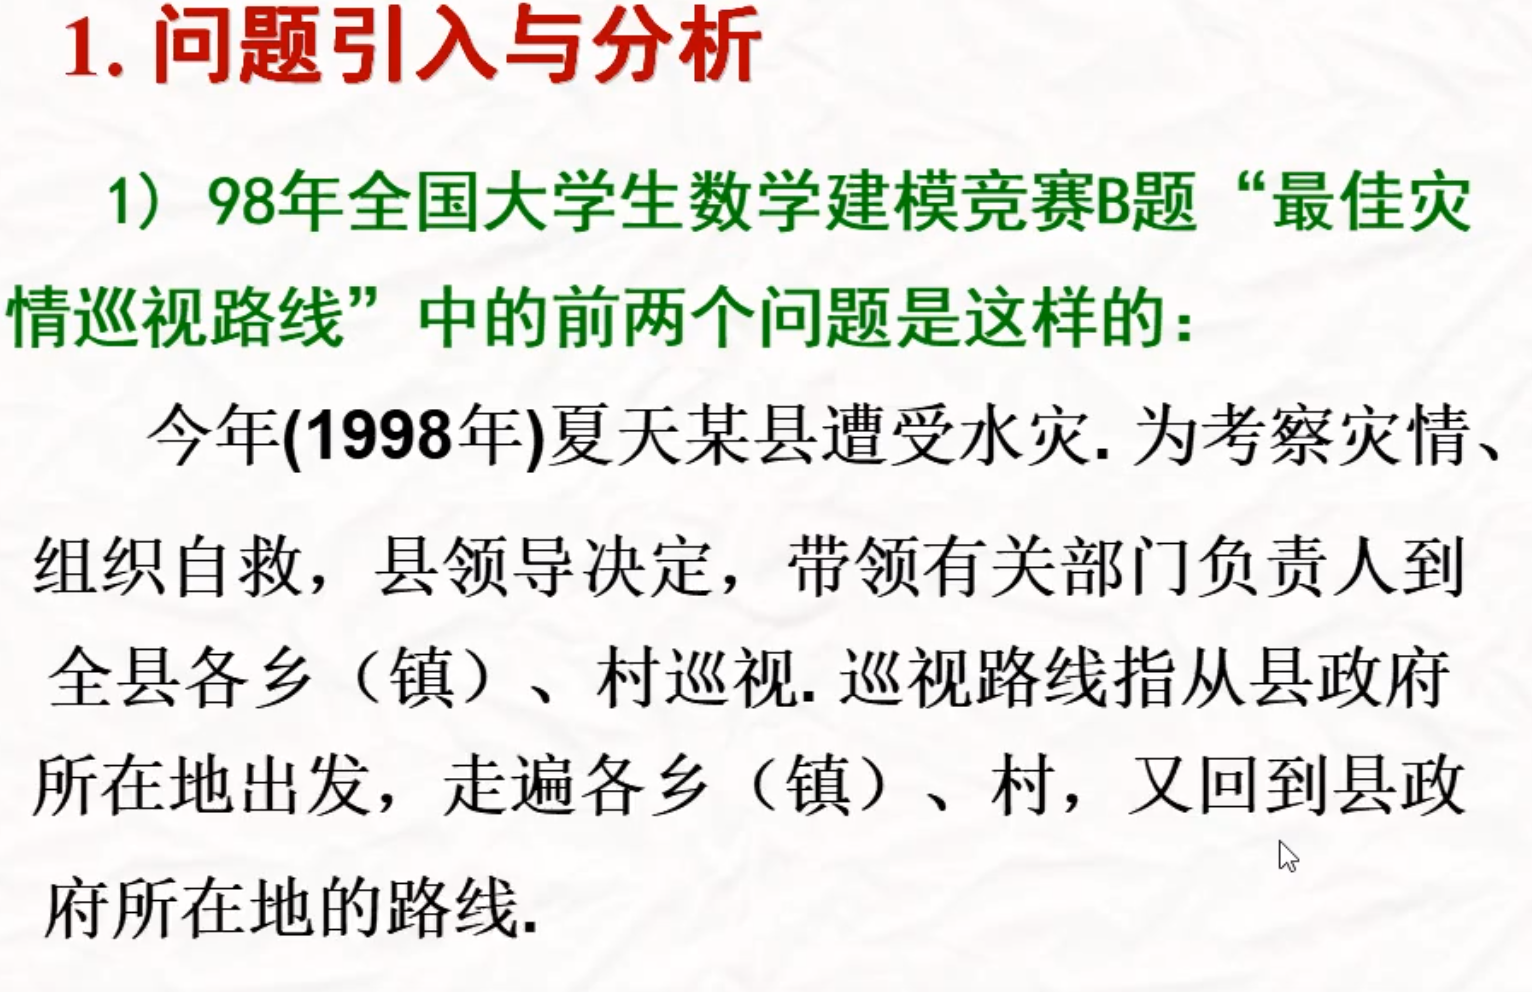 1. 问题引入与分析
1) 98年全国大学生数学建模竞赛B题“最佳灾
情巡视路线”中的前两个问题是这样的:
今年(1998年)夏天某县遭受水灾. 为考察灾情、
组织自救，县领导决定，带领有关部门负责人到
全县各乡（镇）、村巡视. 巡视路线指从县政府
所在地出发，走遍各乡（镇）、村，又回到县政
府所在地的路线.